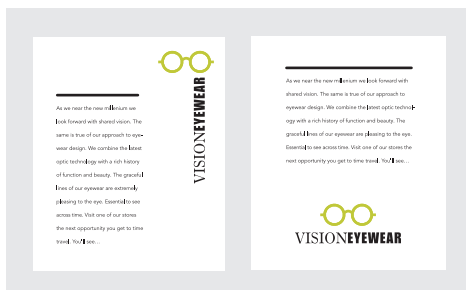 As we near the new millenium we
look forward with shared vision. The
same is true of our approach to eye-
wear design. We combine the latest
optic technology with a rich history
of function and beauty. The graceful
lines of our eyewear are extremely
pleasing to the eye. Essential to see
across time. Visit one of our stores
the next opportunity you get to time
travel. You'll see...
VISIONEYEWEAR
As we near the new millenium we look forward with
shared vision. The same is true of our approach to
eyewear design. We combine the latest optic technol-
ogy with a rich history of function and beauty. The
graceful lines of our eyewear are pleasing to the eye.
Essential to see across time. Visit one of our stores the
next opportunity you get to time travel. You'll see...
VISIONEYEWEAR